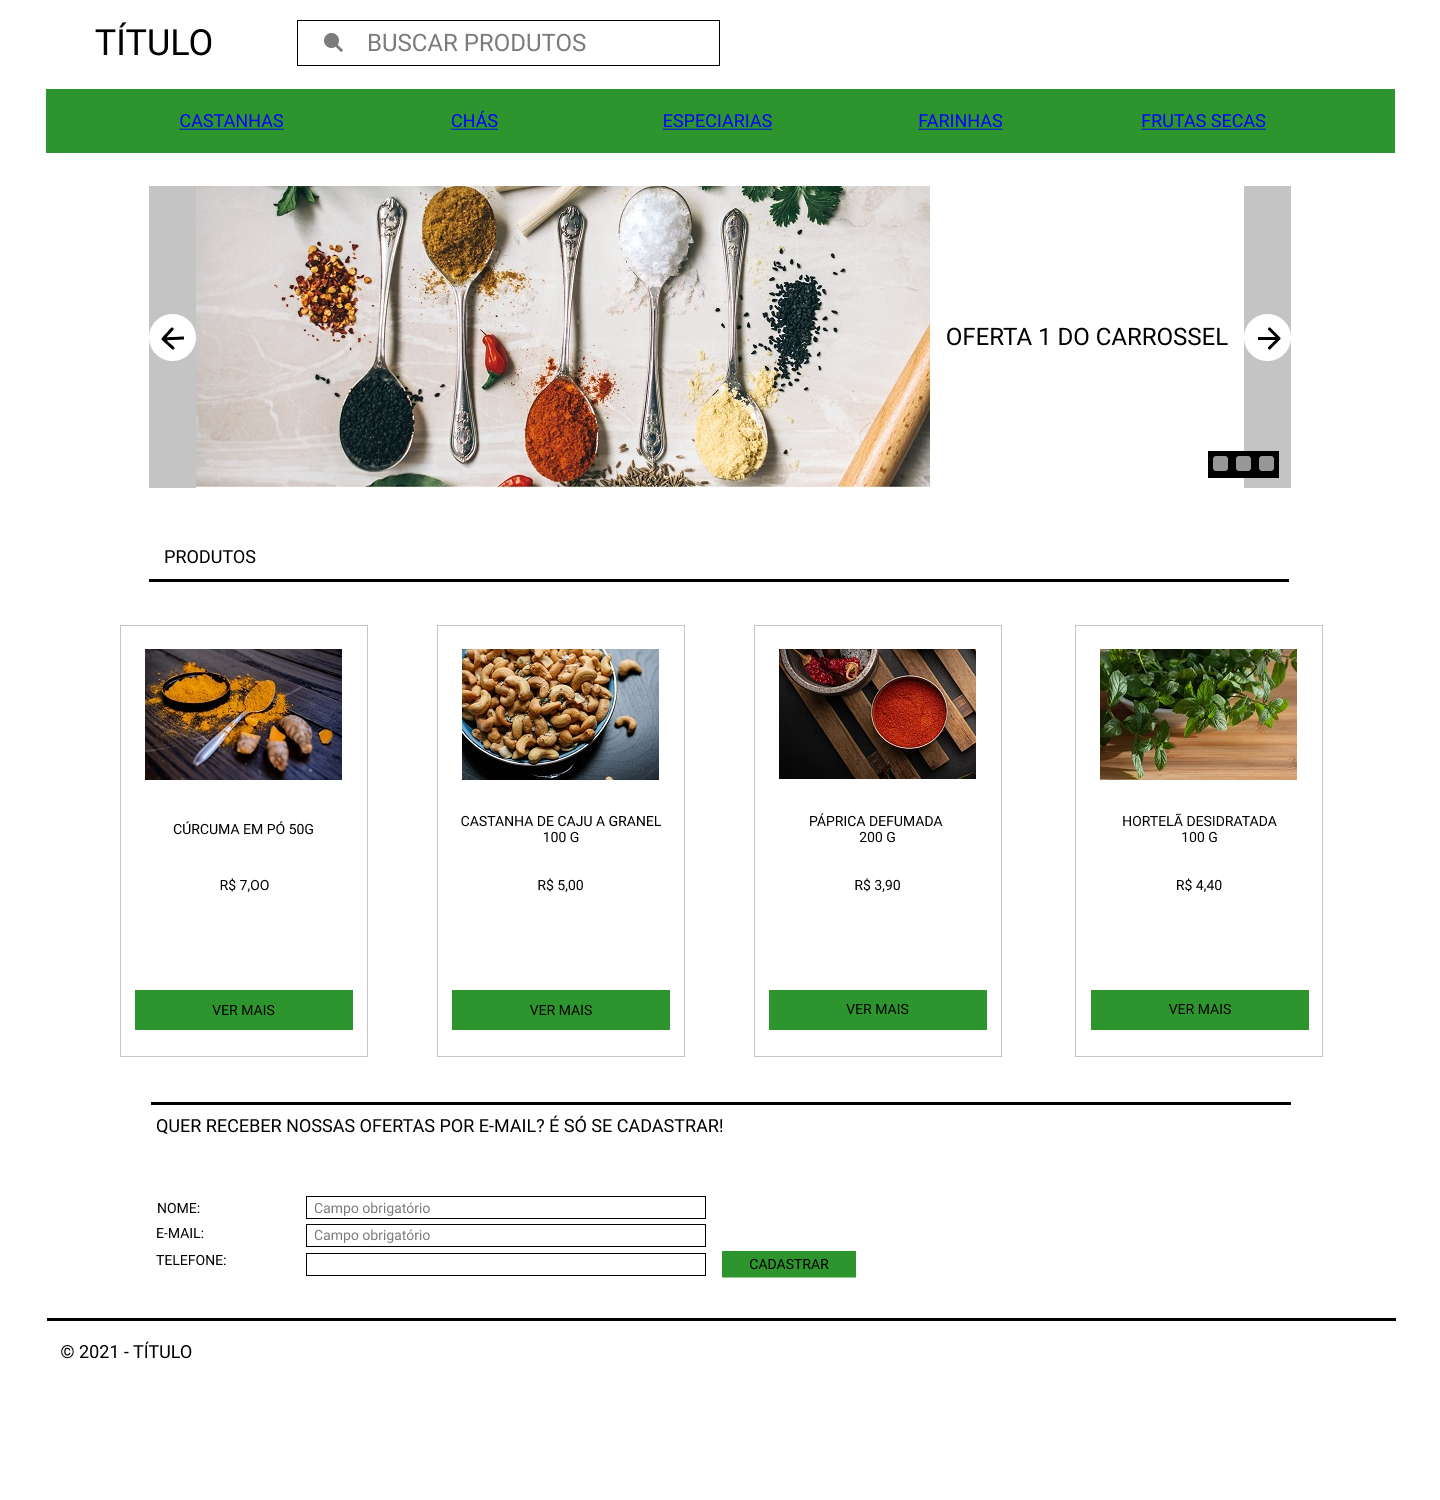 TÍTULO
BUSCAR PRODUTOS
CASTANHAS
CHÁS
ESPECIARIAS
FARINHAS
FRUTAS SECAS
OFERTA 1 DO CARROSSEL
PRODUTOS
CÚRCUMA EM PÓ 50G
R$ 7,OO
VER MAIS
CASTANHA DE CAJU A GRANEL
100 G
R$ 5,00
VER MAIS
PÁPRICA DEFUMADA
200 G
R$ 3,90
VER MAIS
HORTELÃ DESIDRATADA
100 G
R$ 4,40
VER MAIS
QUER RECEBER NOSSAS OFERTAS POR E-MAIL? É SÓ SE CADASTRAR!
NOME:
Campo obrigatório
E-MAIL:
Campo obrigatório
TELEFONE:
CADASTRAR
© 2021 - TÍTULO